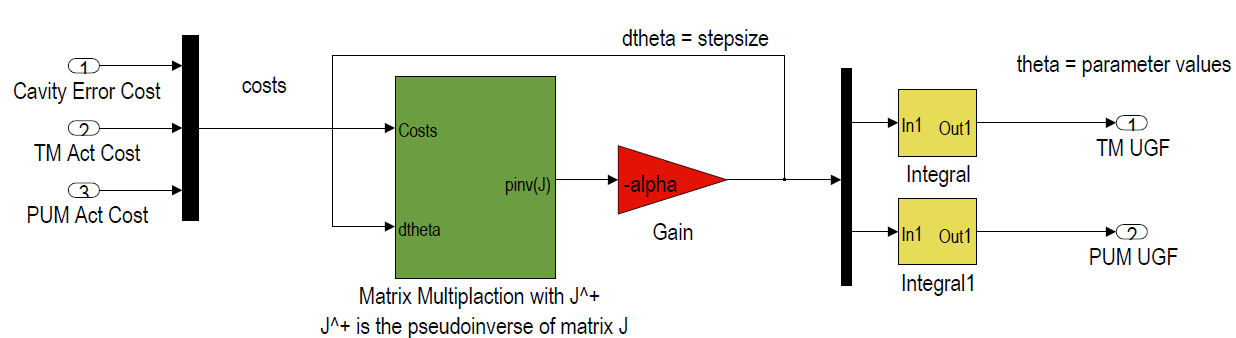 1
Cavity Error Cost
2
TM Act Cost
3
PUM Act Cost
costs
dtheta = stepsize
Costs
pinv(J)
dtheta
Matrix Multiplaction with J^+
J^+ is the pseudoinverse of matrix J
-alpha
Gain
theta = parameter values
In1 Out1
Integral
1
TM UGF
In1 Out1
Integral1
2
PUM UGF